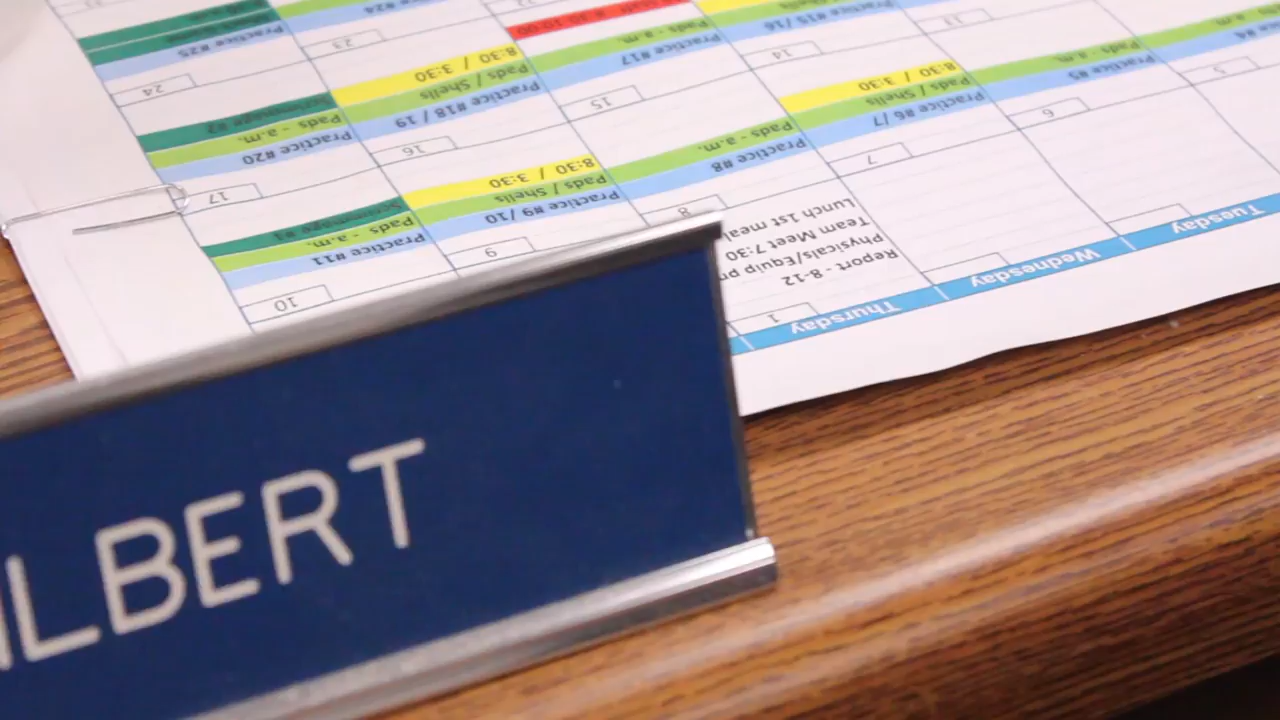 LBERT
Tuesday
Wednesday
Thursday
1
Report - 8-12
Physicals/Equip
Team Meet 7:30
Lunch 1st meal
5
Practice #4
a.m.
6
Practice #5
Pads - a.m.
7
Practice #6 /7
Pads / Shells
8:30 / 3:30
8
Practice #8
Pads - a.m.
9
Practice #9 /10
Pads / Shells
8:30 / 3:30
10
Practice #11
Pads - a.m.
Scrimmage #1
13
14
Practice #15 /16
15
Practice #17
Pads - a.m.
16
Practice #18 / 19
Pads / Shells
8:30 / 3:30
17
Practice #20
Pads - a.m.
Scrimmage #2
22
23
24
Practice #25